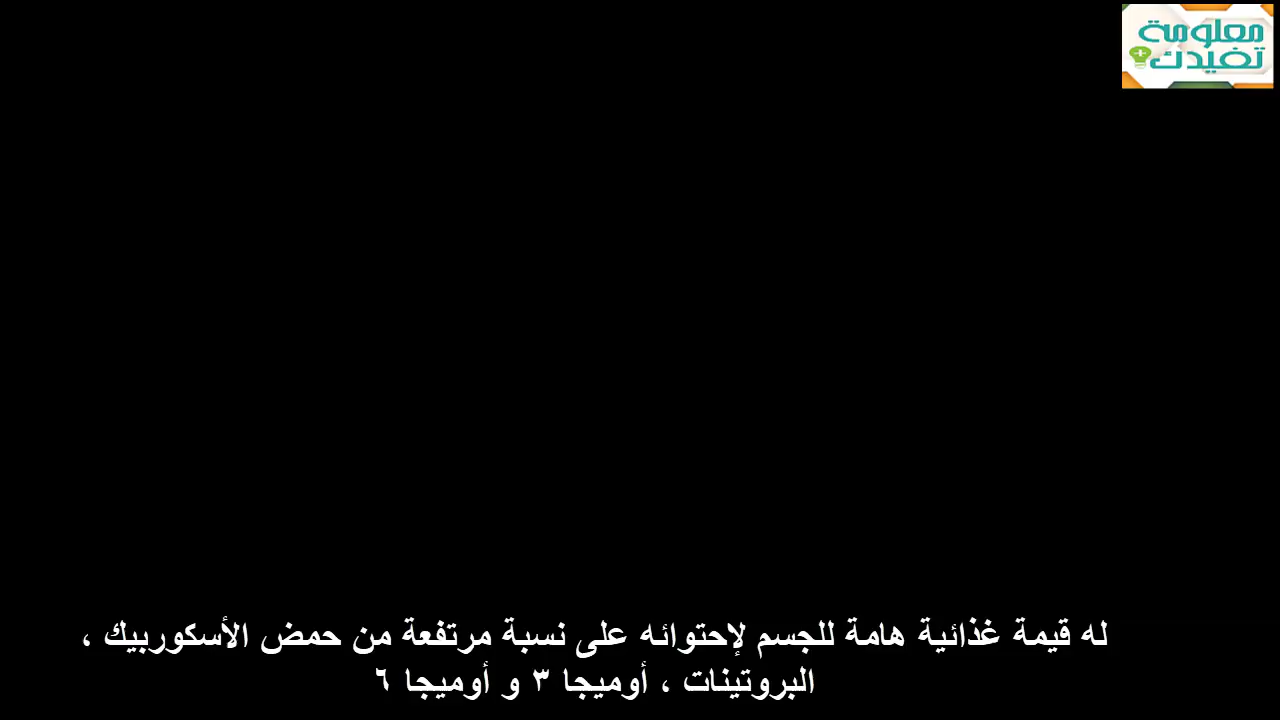 معلومة
تفيدك
له قيمة غذائية هامة للجسم لإحتوائه على نسبة مرتفعة من حمض الأسكوربيك ،
البروتينات ، أوميجا ٣ و أوميجا ٦